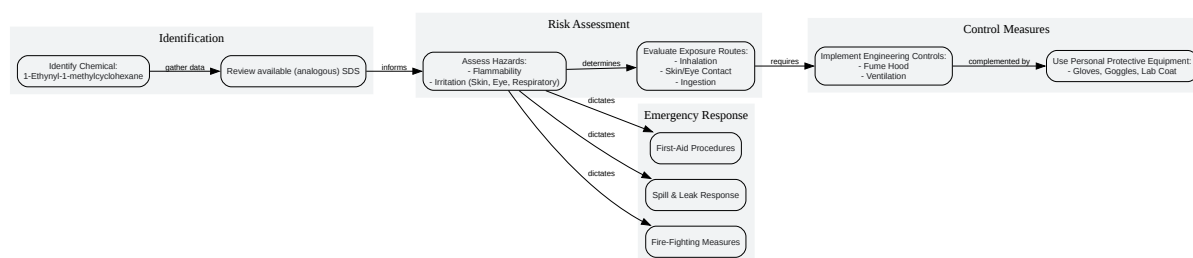 Identification
Identify Chemical:
1-Ethynyl-1-methylcyclohexane
gather data
Review available (analogous) SDS
informs
Risk Assessment
Assess Hazards:
- Flammability
- Irritation (Skin, Eye, Respiratory)
determines
Evaluate Exposure Routes:
- Inhalation
- Skin/Eye Contact
- Ingestion
requires
Control Measures
Implement Engineering Controls:
- Fume Hood
- Ventilation
complemented by
Use Personal Protective Equipment:
- Gloves, Goggles, Lab Coat
Emergency Response
dictates
First-Aid Procedures
dictates
Spill & Leak Response
dictates
Fire-Fighting Measures